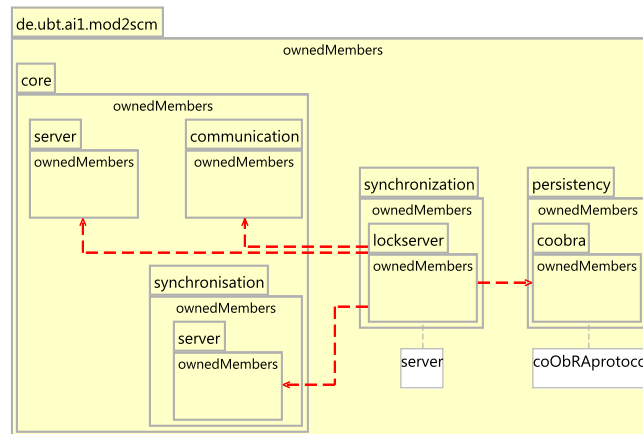 de.ubt.ai1.mod2scm
ownedMembers
core
ownedMembers
server
communication
ownedMembers
ownedMembers
synchronization
persistency
ownedMembers
ownedMembers
lockserver
coobra
ownedMembers
ownedMembers
synchronisation
ownedMembers
server
ownedMembers
server
coObRAprotoco